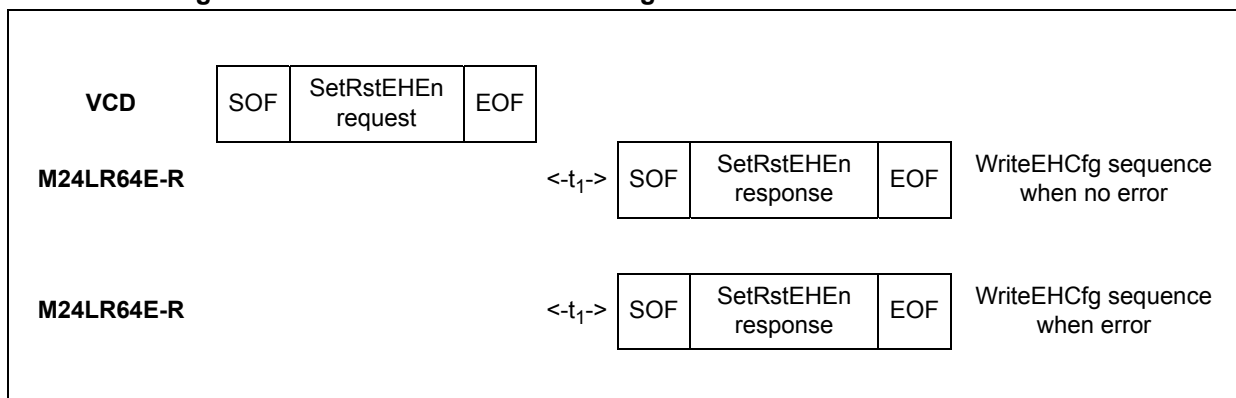 VCD SOF SetRstEHEn request EOF
M24LR64E-R <-t1-> SOF SetRstEHEn response EOF WriteEHCfg sequence when no error
M24LR64E-R <-t1-> SOF SetRstEHEn response EOF WriteEHCfg sequence when error